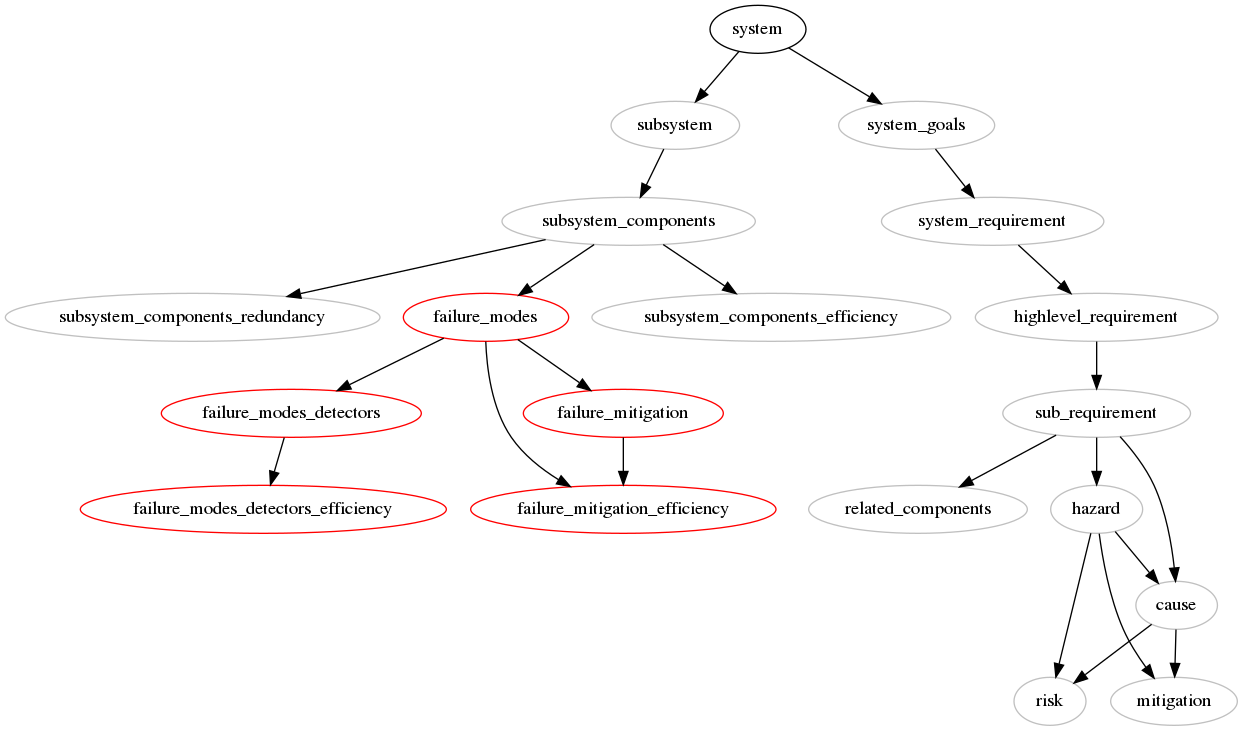 system
subsystem
system_goals
subsystem_components
system_requirement
subsystem_components_redundancy
failure_modes
subsystem_components_efficiency
highlevel_requirement
failure_modes_detectors
failure_mitigation
sub_requirement
failure_modes_detectors_efficiency
failure_mitigation_efficiency
related_components
hazard
cause
risk
mitigation